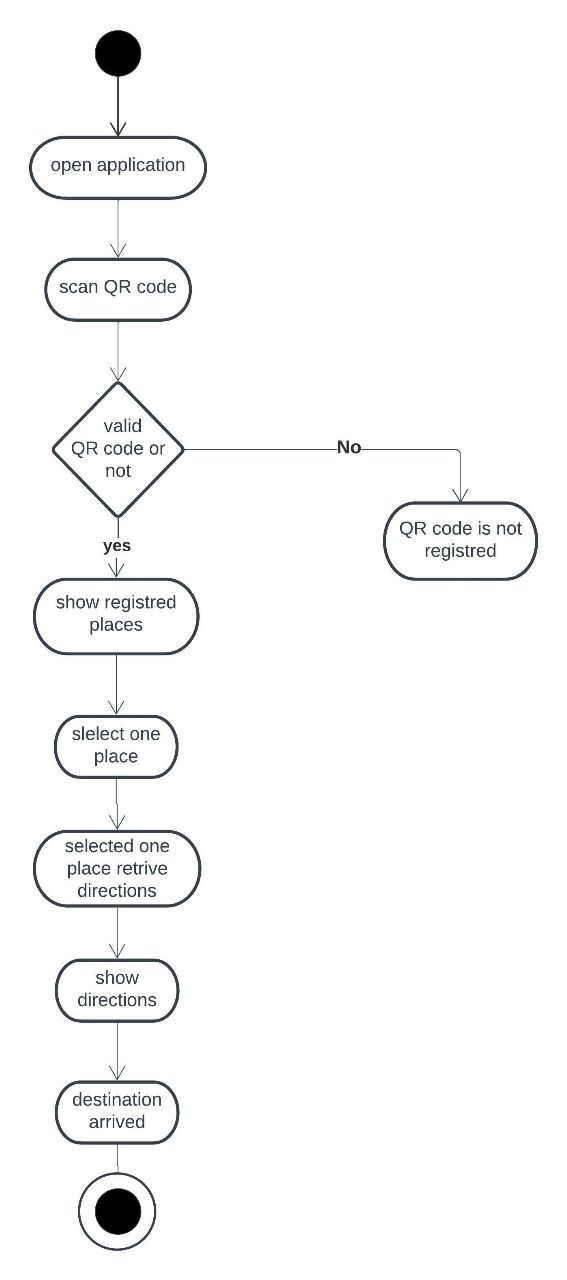 open application
scan QR code
valid
QR code or
not
No
QR code is not
registred
yes
show registred
places
slelect one
place
selected one
place retrive
directions
show
directions
destination
arrived